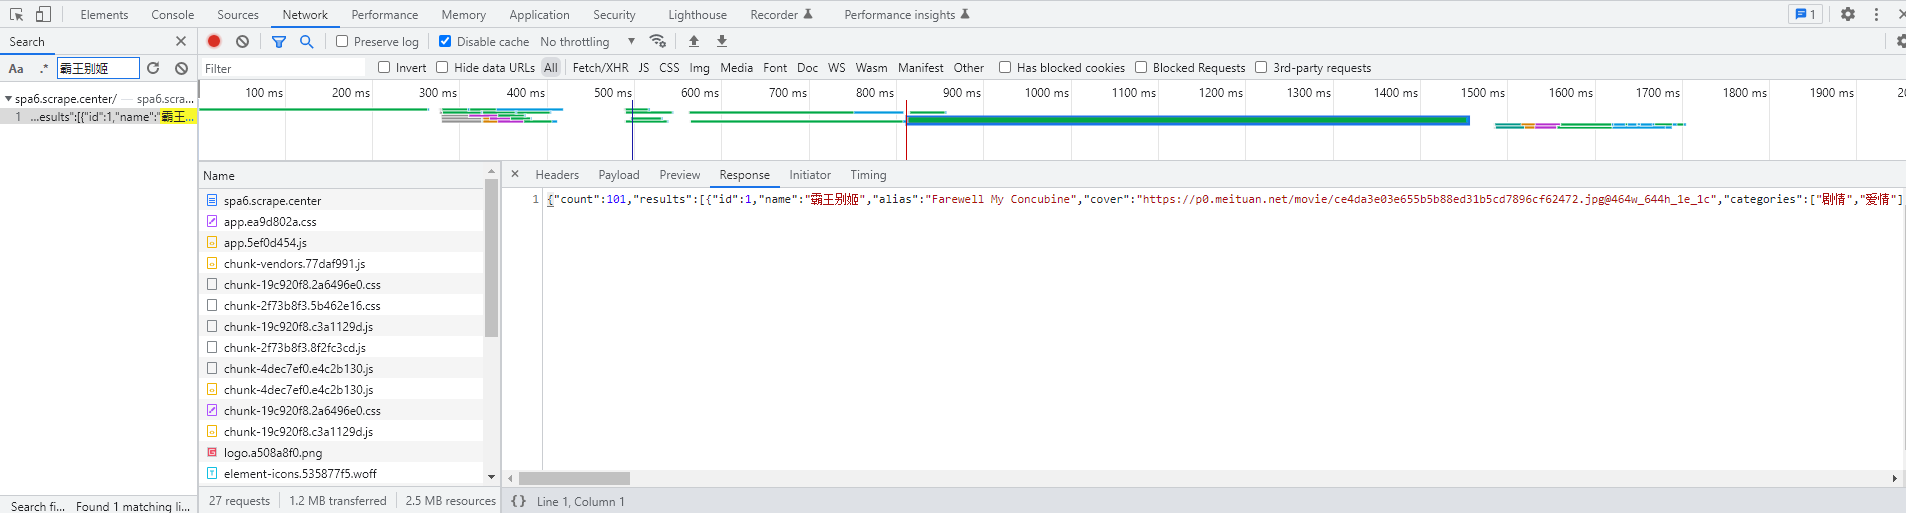 Elements Console Sources Network Performance Memory Application Security Lighthouse Recorder Performance insights 1
Search
Preserve log Disable cache No throttling
Aa .* 霸王别姬
Filter Invert Hide data URLs All Fetch/XHR JS CSS Img Media Font Doc WS Wasm Manifest Other Has blocked cookies Blocked Requests 3rd-party requests
spa6.scrape.center/ — spa6.scra...
1 ...esults":[{"id":1,"name":"霸王...
100 ms 200 ms 300 ms 400 ms 500 ms 600 ms 700 ms 800 ms 900 ms 1000 ms 1100 ms 1200 ms 1300 ms 1400 ms 1500 ms 1600 ms 1700 ms 1800 ms 1900 ms 20
Name
spa6.scrape.center
app.ea9d802a.css
app.5ef0d454.js
chunk-vendors.77daf991.js
chunk-19c920f8.2a6496e0.css
chunk-2f73b8f3.5b462e16.css
chunk-19c920f8.c3a1129d.js
chunk-2f73b8f3.8f2fc3cd.js
chunk-4dec7ef0.e4c2b130.js
chunk-4dec7ef0.e4c2b130.js
chunk-19c920f8.2a6496e0.css
chunk-19c920f8.c3a1129d.js
logo.a508a8f0.png
element-icons.535877f5.woff
Headers Payload Preview Response Initiator Timing
1 {"count":101,"results":[{"id":1,"name":"霸王别姬","alias":"Farewell My Concubine","cover":"https://p0.meituan.net/movie/ce4da3e03e655b5b88ed31b5cd7896cf62472.jpg@464w_644h_1e_1c","categories":["剧情","爱情"]
Search fi... Found 1 matching li...
27 requests 1.2 MB transferred 2.5 MB resources
{} Line 1, Column 1